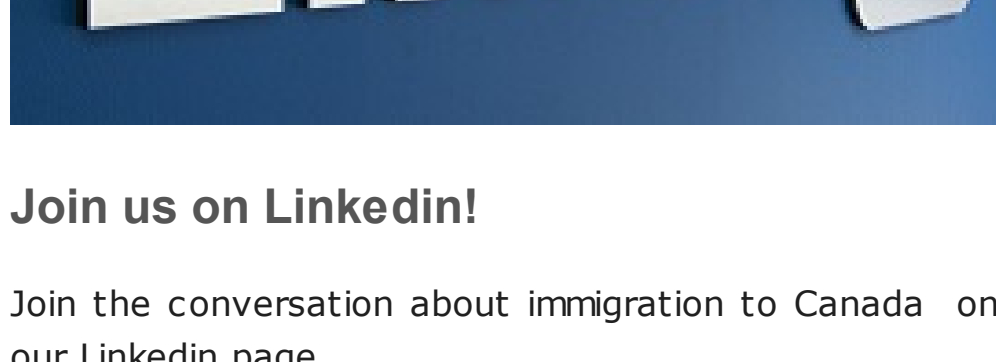 Join us on Linkedin!
Join the conversation about immigration to Canada on
our Linkedin page